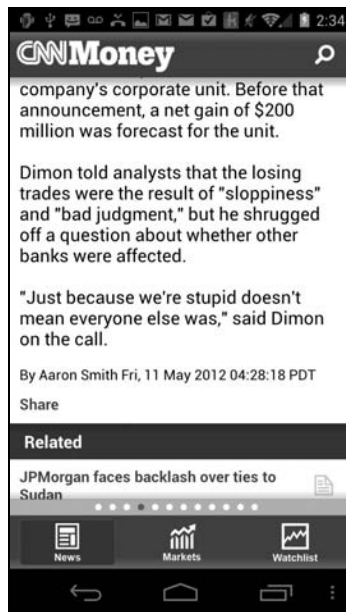 2:34
CNNMoney
company's corporate unit. Before that
announcement, a net gain of $200
million was forecast for the unit.
Dimon told analysts that the losing
trades were the result of "sloppiness"
and "bad judgment," but he shrugged
off a question about whether other
banks were affected.
"Just because we're stupid doesn't
mean everyone else was," said Dimon
on the call.
By Aaron Smith Fri, 11 May 2012 04:28:18 PDT
Share
Related
JPMorgan faces backlash over ties to
Sudan
News Markets Watchlist